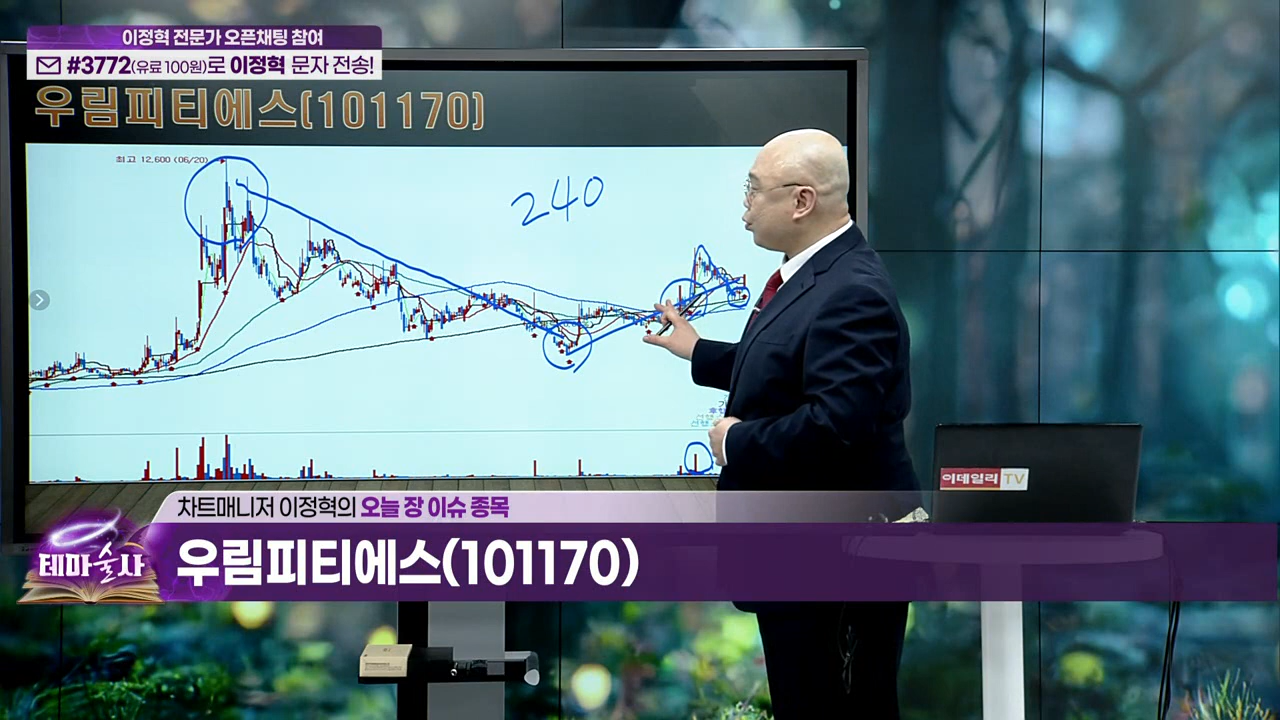 이정혁 전문가 오픈채팅 참여
#3772(유료 100원)로 이정혁 문자 전송!
우림피티에스(101170)
최고 12,600 (06/20)
240
이데일리 TV
차트매니저 이정혁의 오늘 장 이슈 종목
테마술사
우림피티에스(101170)